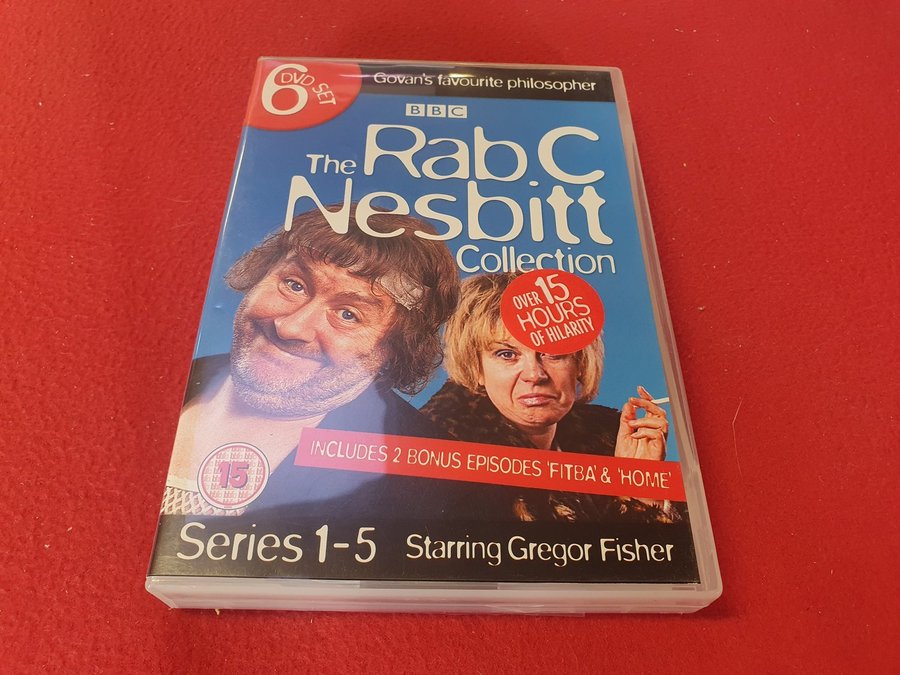 6
DVD SET
Govan's favourite philosopher
BBC
The Rab C
Nesbitt
Collection
OVER 15
HOURS
OF HILARITY
INCLUDES 2 BONUS EPISODES 'FITBA' & 'HOME'
15
Series 1-5 Starring Gregor Fisher